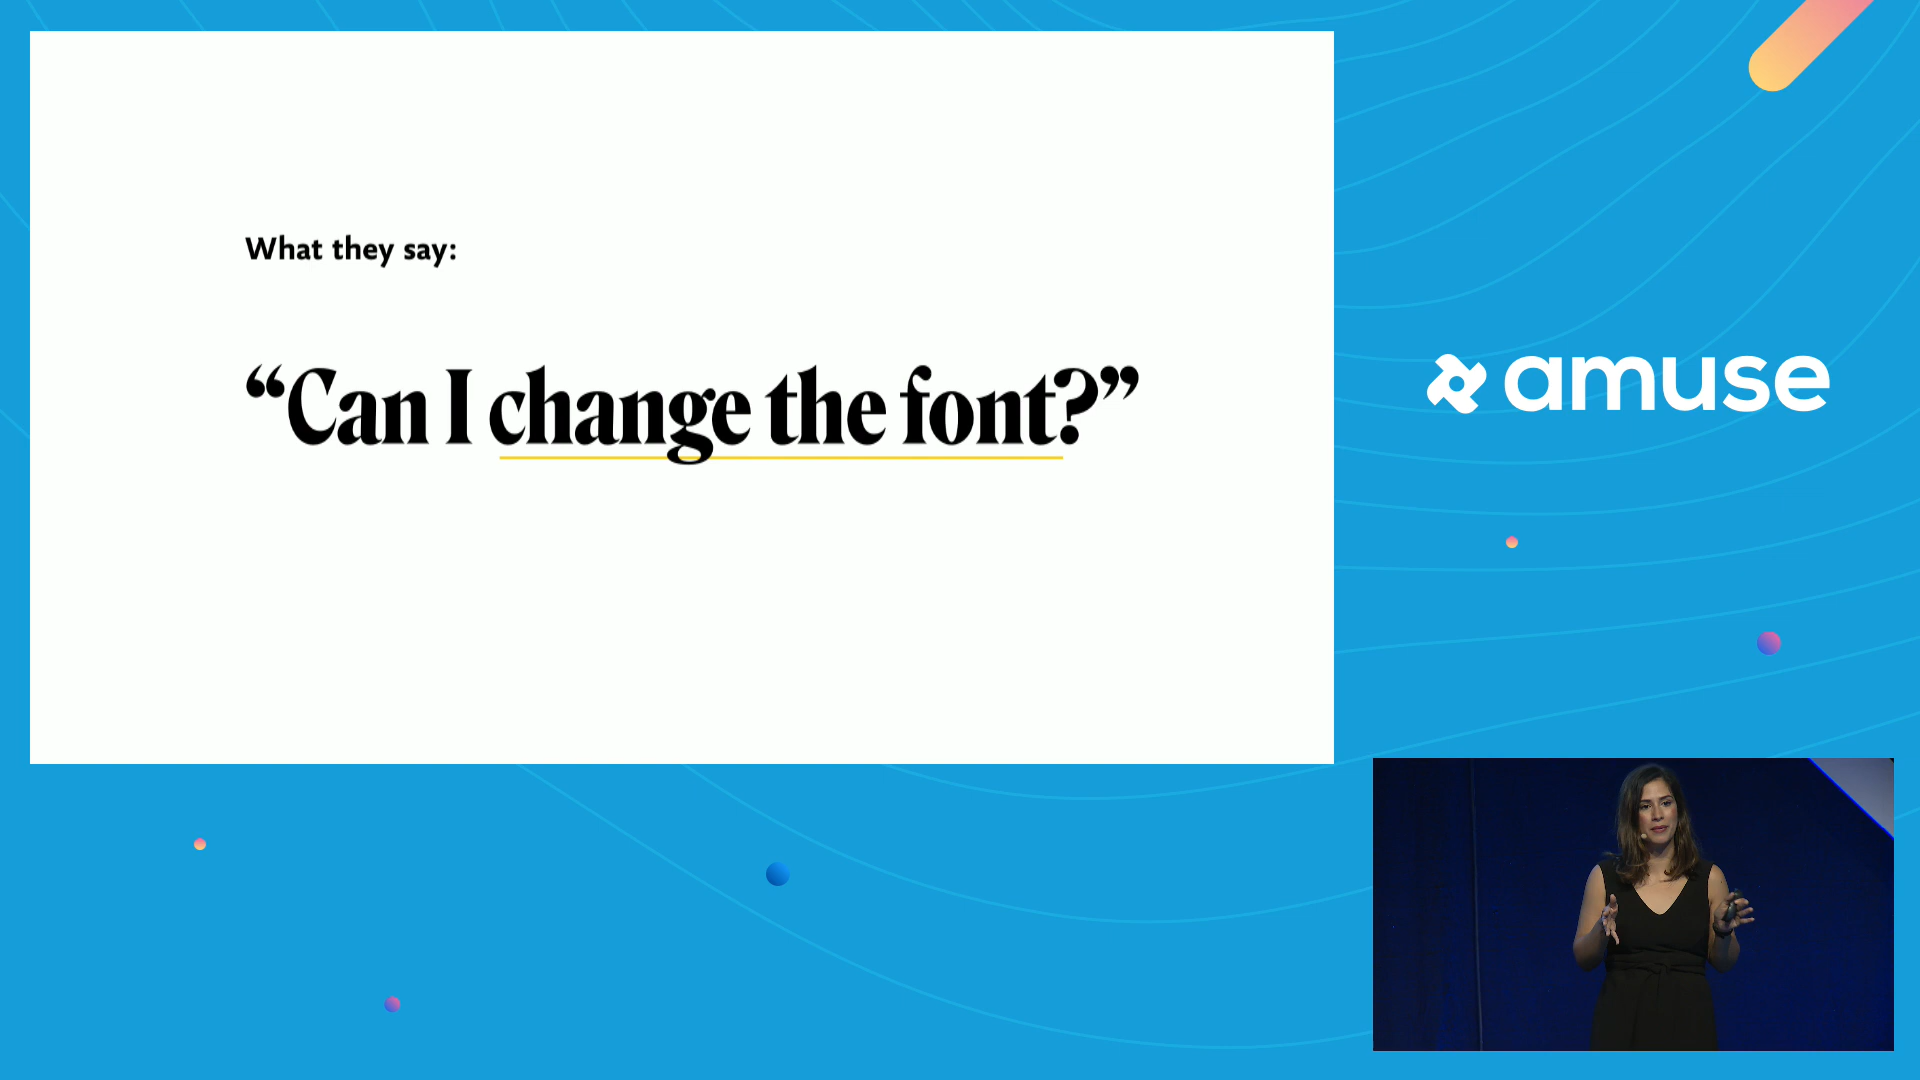 What they say:
“Can I change the font?”
amuse